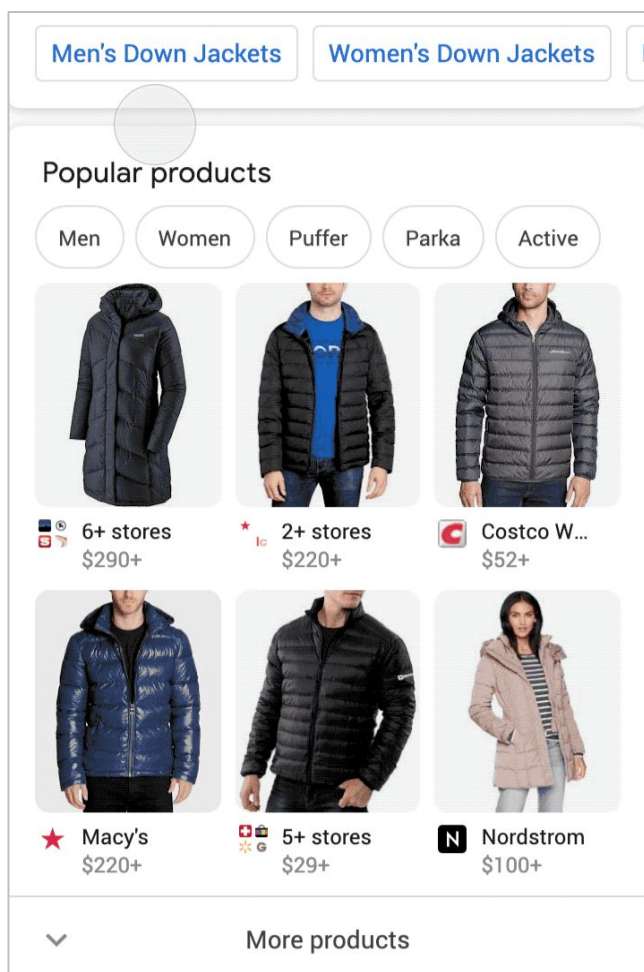 Men's Down Jackets
Women's Down Jackets
Popular products
Men
Women
Puffer
Parka
Active
6+ stores
$290+
2+ stores
$220+
Costco W...
$52+
Macy's
$220+
5+ stores
$29+
N
Nordstrom
$100+
More products